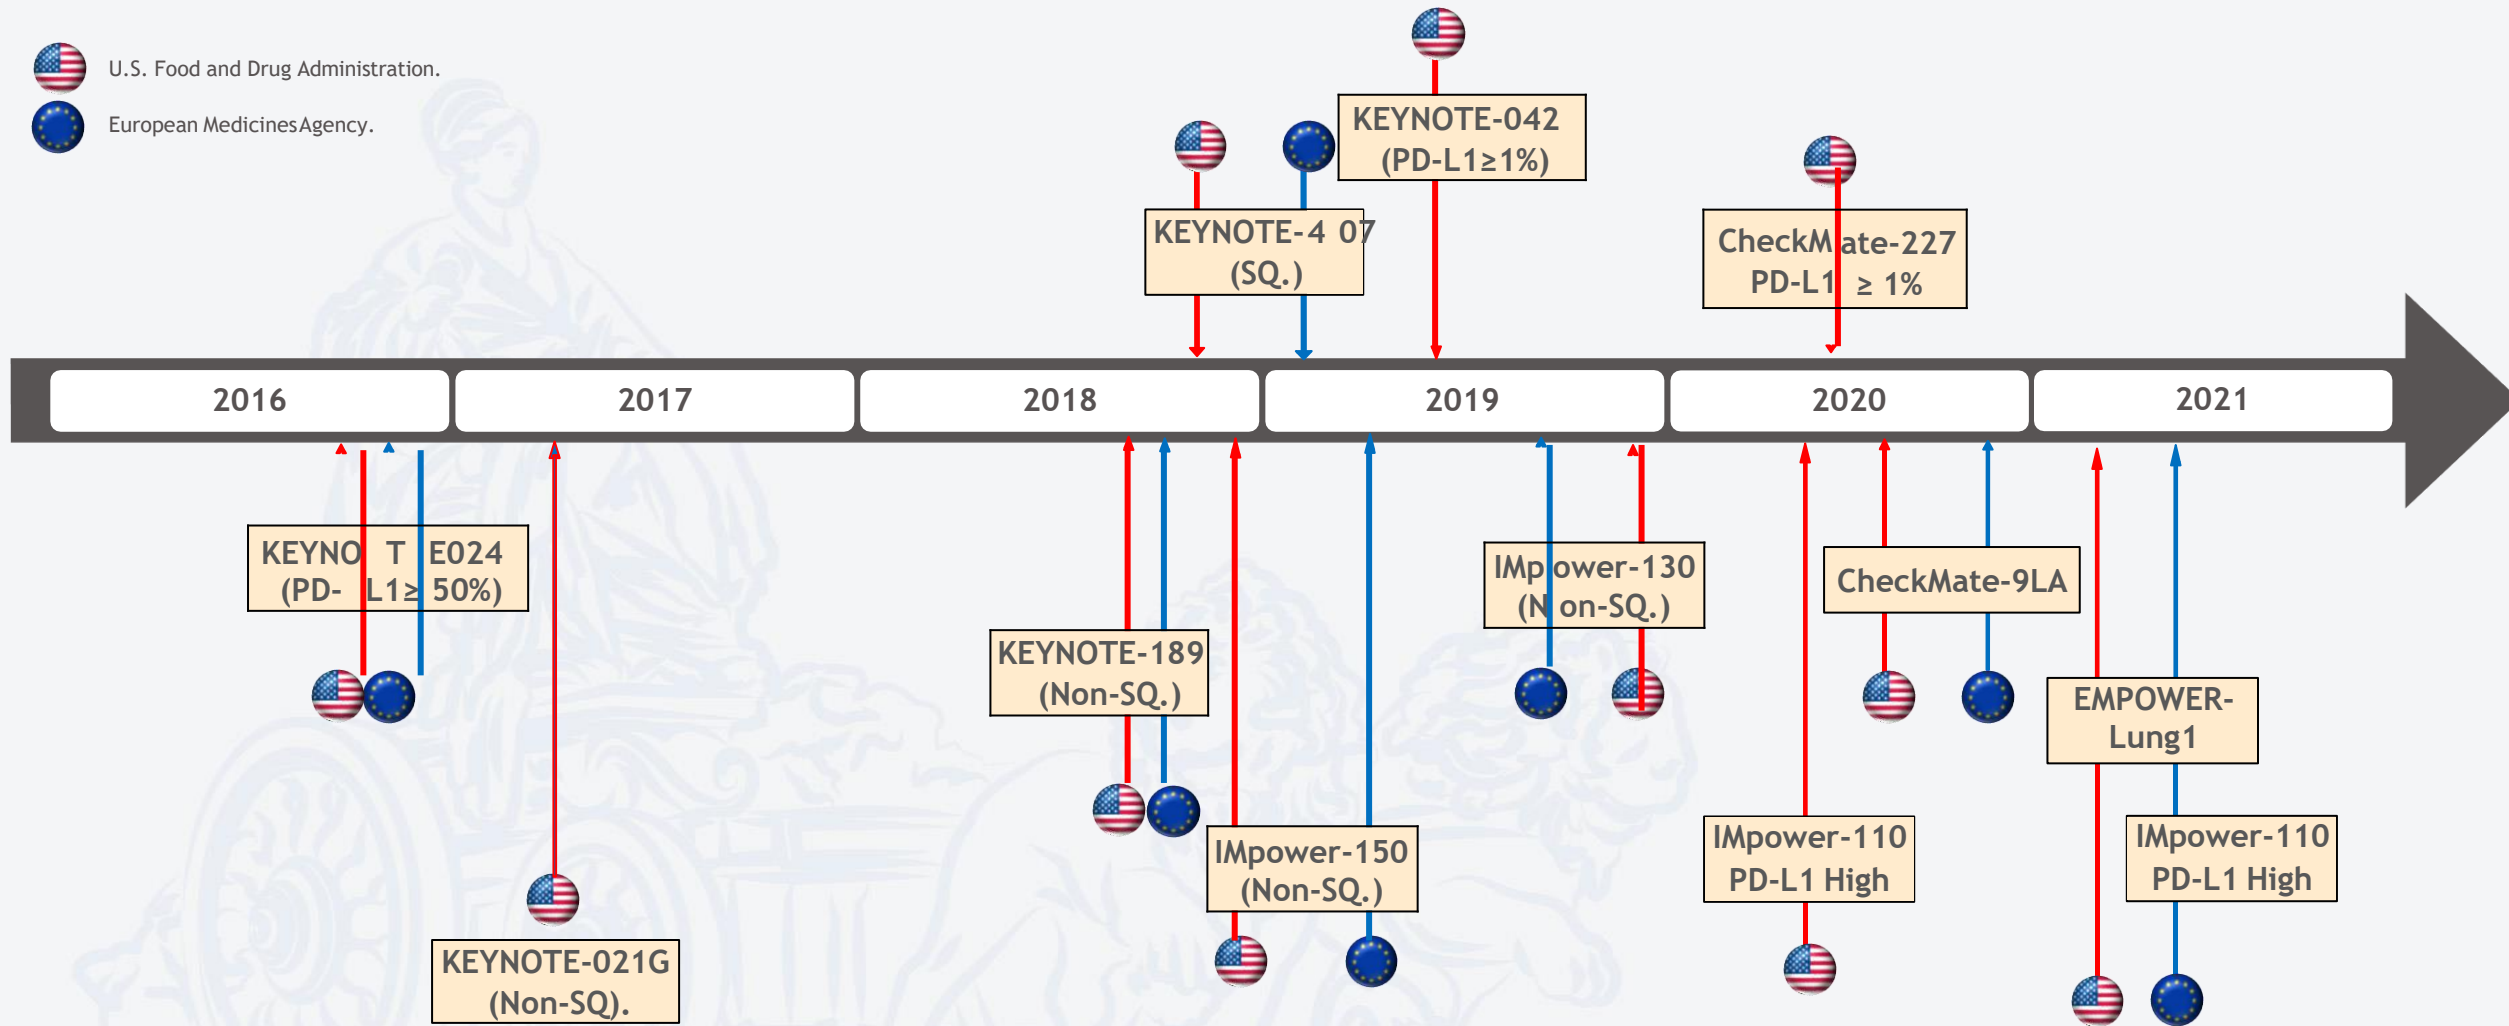 U.S. Food and Drug Administration.
European MedicinesAgency.
KEYNOTE-042
(PD-L1≥1%)
KEYNOTE-4 07
(SQ.)
CheckMate-227
PD-L1 ≥ 1%
2016
2017
2018
2019
2020
2021
KEYNO T E024
(PD- L1≥ 50%)
IMpower-130
(N on-SQ.)
CheckMate-9LA
KEYNOTE-189
(Non-SQ.)
EMPOWER-
Lung1
IMpower-150
(Non-SQ.)
IMpower-110
PD-L1 High
IMpower-110
PD-L1 High
KEYNOTE-021G
(Non-SQ).